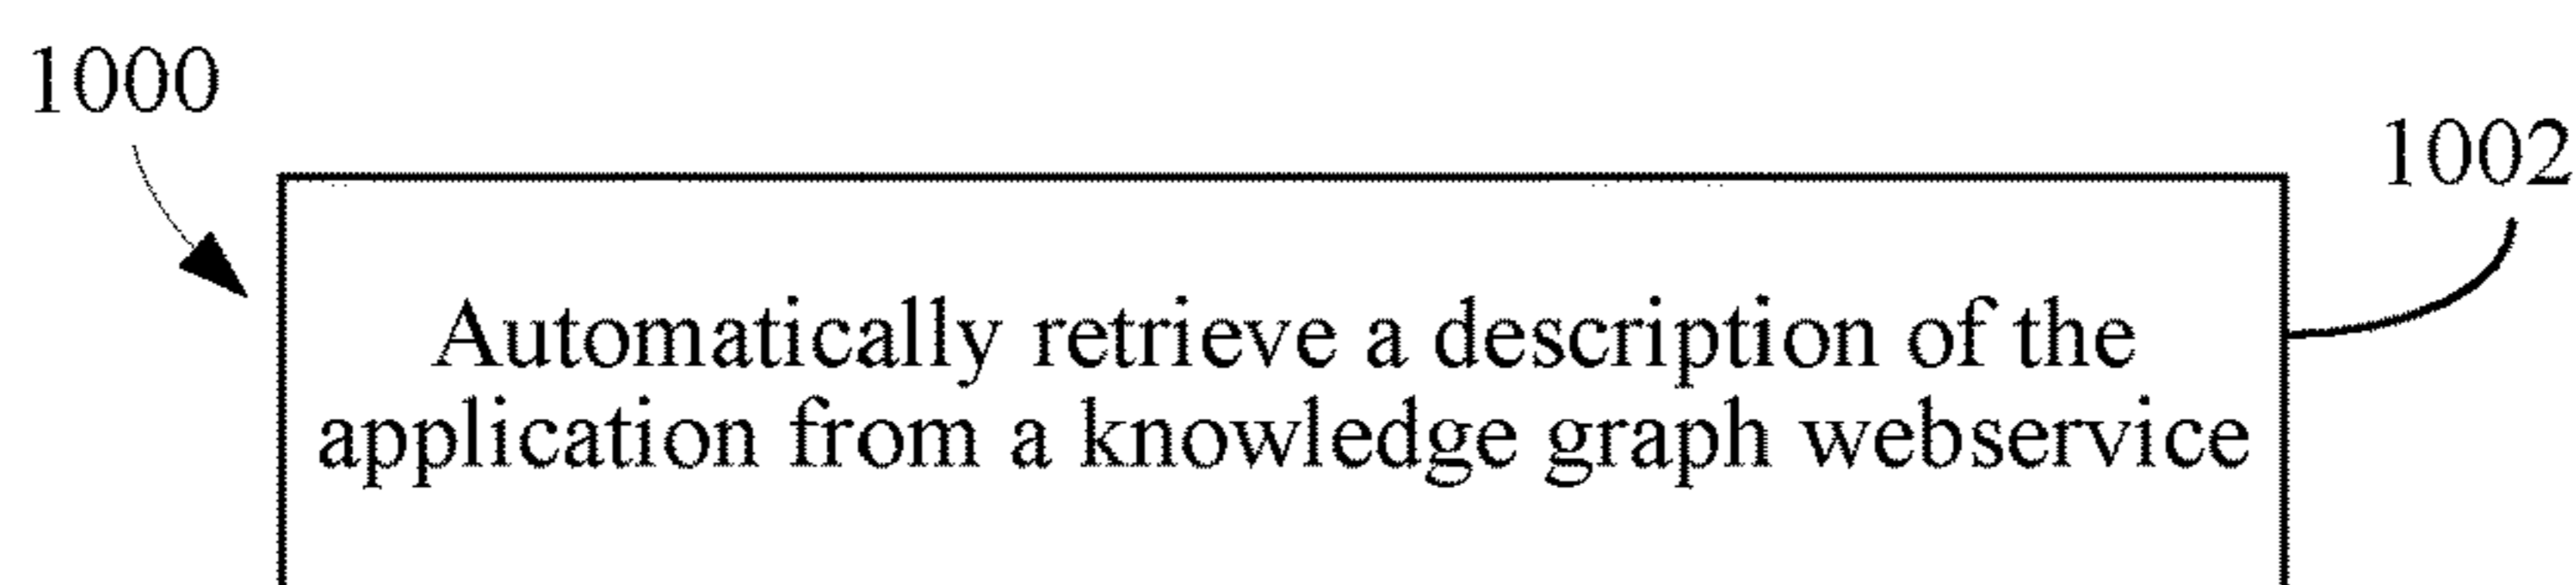 1000
1002
Automatically retrieve a description of the
application from a knowledge graph webservice